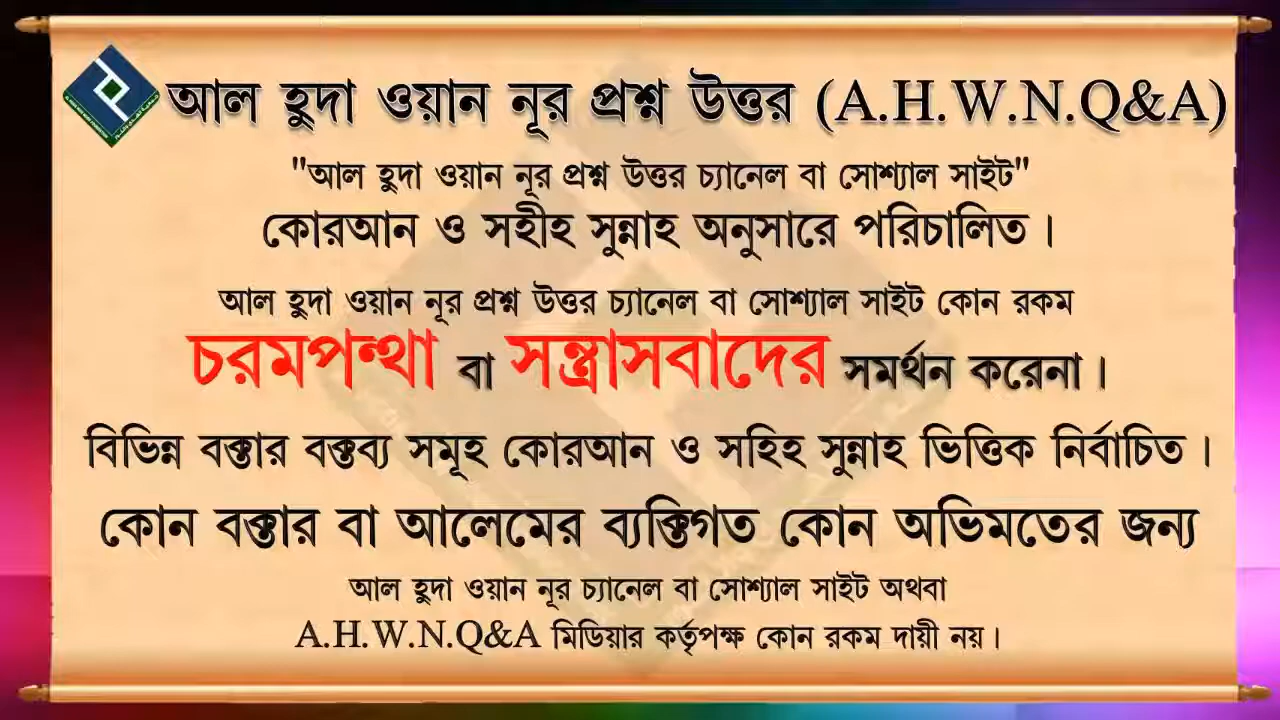 আল হুদা ওয়ান নূর প্রশ্ন উত্তর (A.H.W.N.Q&A)
"আল হুদা ওয়ান নূর প্রশ্ন উত্তর চ্যানেল বা সোশ্যাল সাইট"
কোরআন ও সহীহ সুন্নাহ অনুসারে পরিচালিত ।
আল হুদা ওয়ান নূর প্রশ্ন উত্তর চ্যানেল বা সোশ্যাল সাইট কোন রকম
চরমপন্থা বা সন্ত্রাসবাদের সমর্থন করেনা ।
বিভিন্ন বক্তার বক্তব্য সমূহ কোরআন ও সহিহ সুন্নাহ ভিত্তিক নির্বাচিত ।
কোন বক্তার বা আলেমের ব্যক্তিগত কোন অভিমতের জন্য
আল হুদা ওয়ান নূর চ্যানেল বা সোশ্যাল সাইট অথবা
A.H.W.N.Q&A মিডিয়ার কর্তৃপক্ষ কোন রকম দায়ী নয় ।